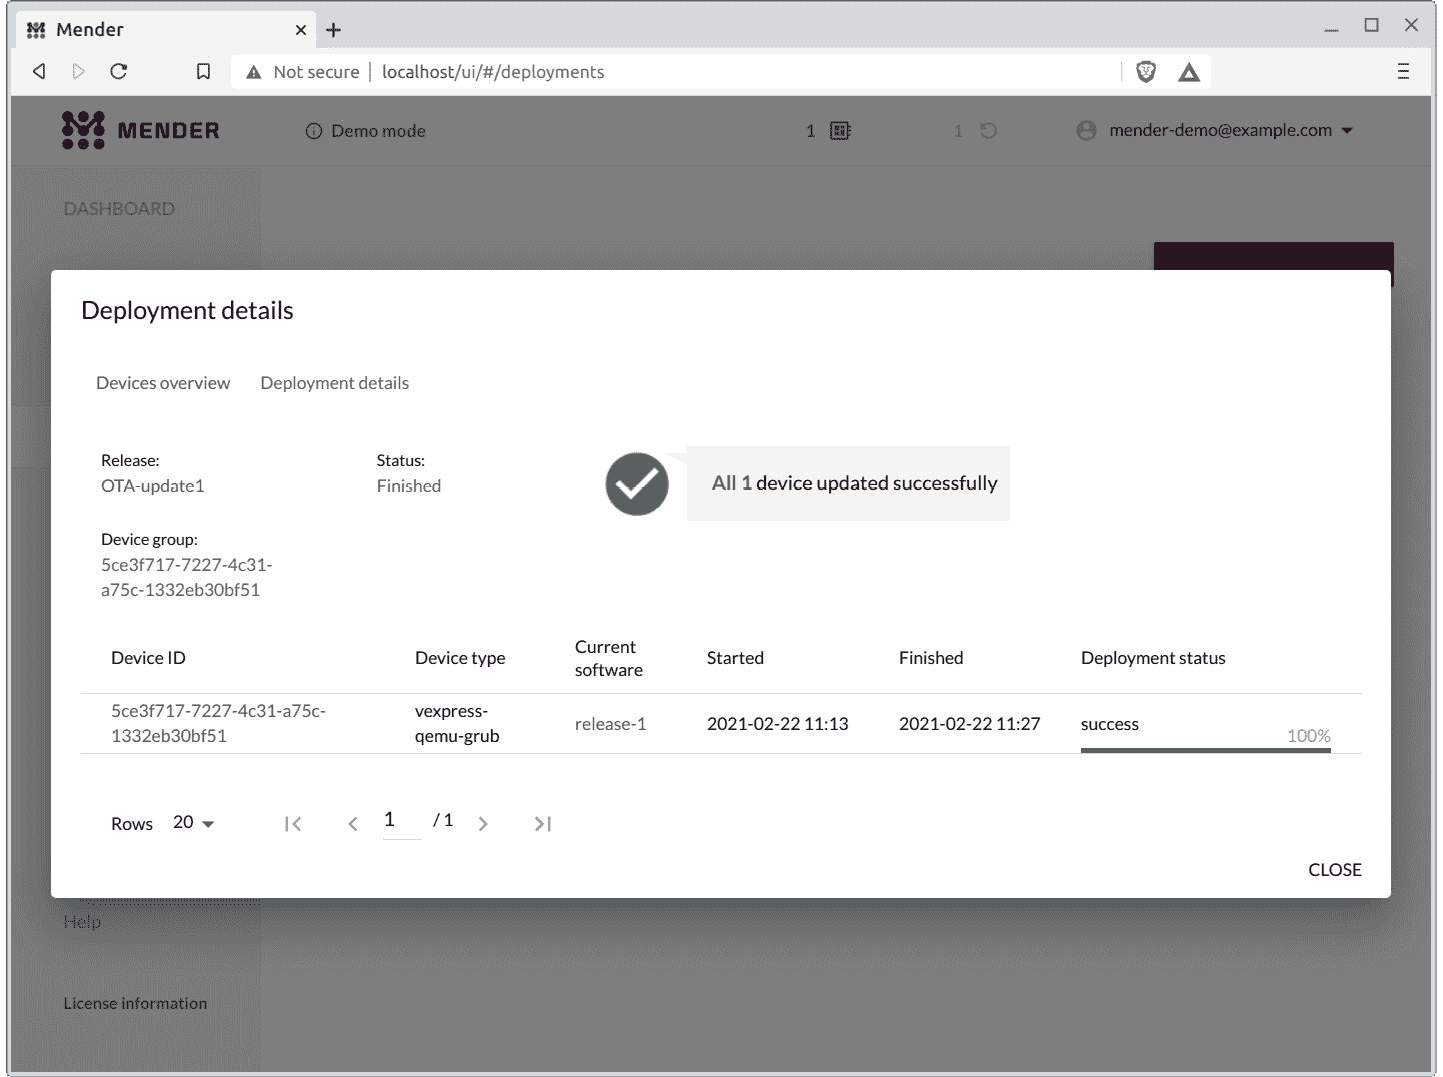 Mender
Not secure | localhost/ui/#/deployments
MENDER
Demo mode
1
1
mender-demo@example.com
DASHBOARD
Deployment details
Devices overview
Deployment details
Release:
OTA-update1
Status:
Finished
All 1 device updated successfully
Device group:
5ce3f717-7227-4c31-
a75c-1332eb30bf51
Device ID
Device type
Current
software
Started
Finished
Deployment status
5ce3f717-7227-4c31-a75c-
1332eb30bf51
vexpress-
qemu-grub
release-1
2021-02-22 11:13
2021-02-22 11:27
success
100%
Rows
20
1
/ 1
CLOSE
Help
License information